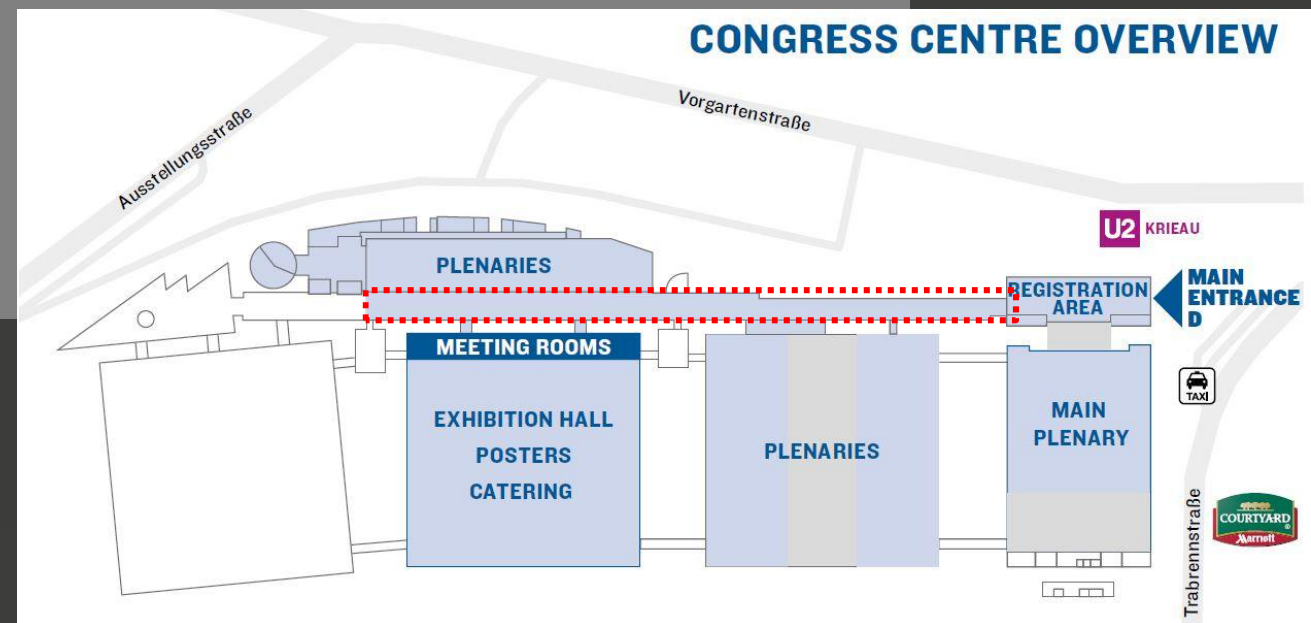 CONGRESS CENTRE OVERVIEW
Vorgartenstraße
Ausstellungsstraße
U2 KRIEAU
PLENARIES
REGISTRATION
AREA
MAIN
ENTRANCE
D
MEETING ROOMS
EXHIBITION HALL
POSTERS
CATERING
PLENARIES
MAIN
PLENARY
TAXI
Trabrennstraße
COURTYARD
Marriott